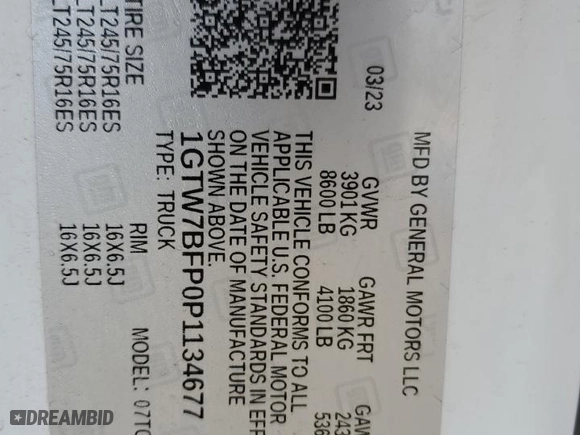 MFD BY GENERAL MOTORS LLC
03/23 GVWR GAWR FRT
3901 KG 1860 KG 243
8600 LB 4100 LB 536
THIS VEHICLE CONFORMS TO ALL
APPLICABLE U.S. FEDERAL MOTOR
VEHICLE SAFETY STANDARDS IN EFF
ON THE DATE OF MANUFACTURE
SHOWN ABOVE.
1GTW7BFP0P1134677
TYPE: TRUCK MODEL: 07TG
TIRE SIZE RIM
LT245/75R16ES 16X6.5J
LT245/75R16ES 16X6.5J
LT245/75R16ES 16X6.5J
DREAMBID